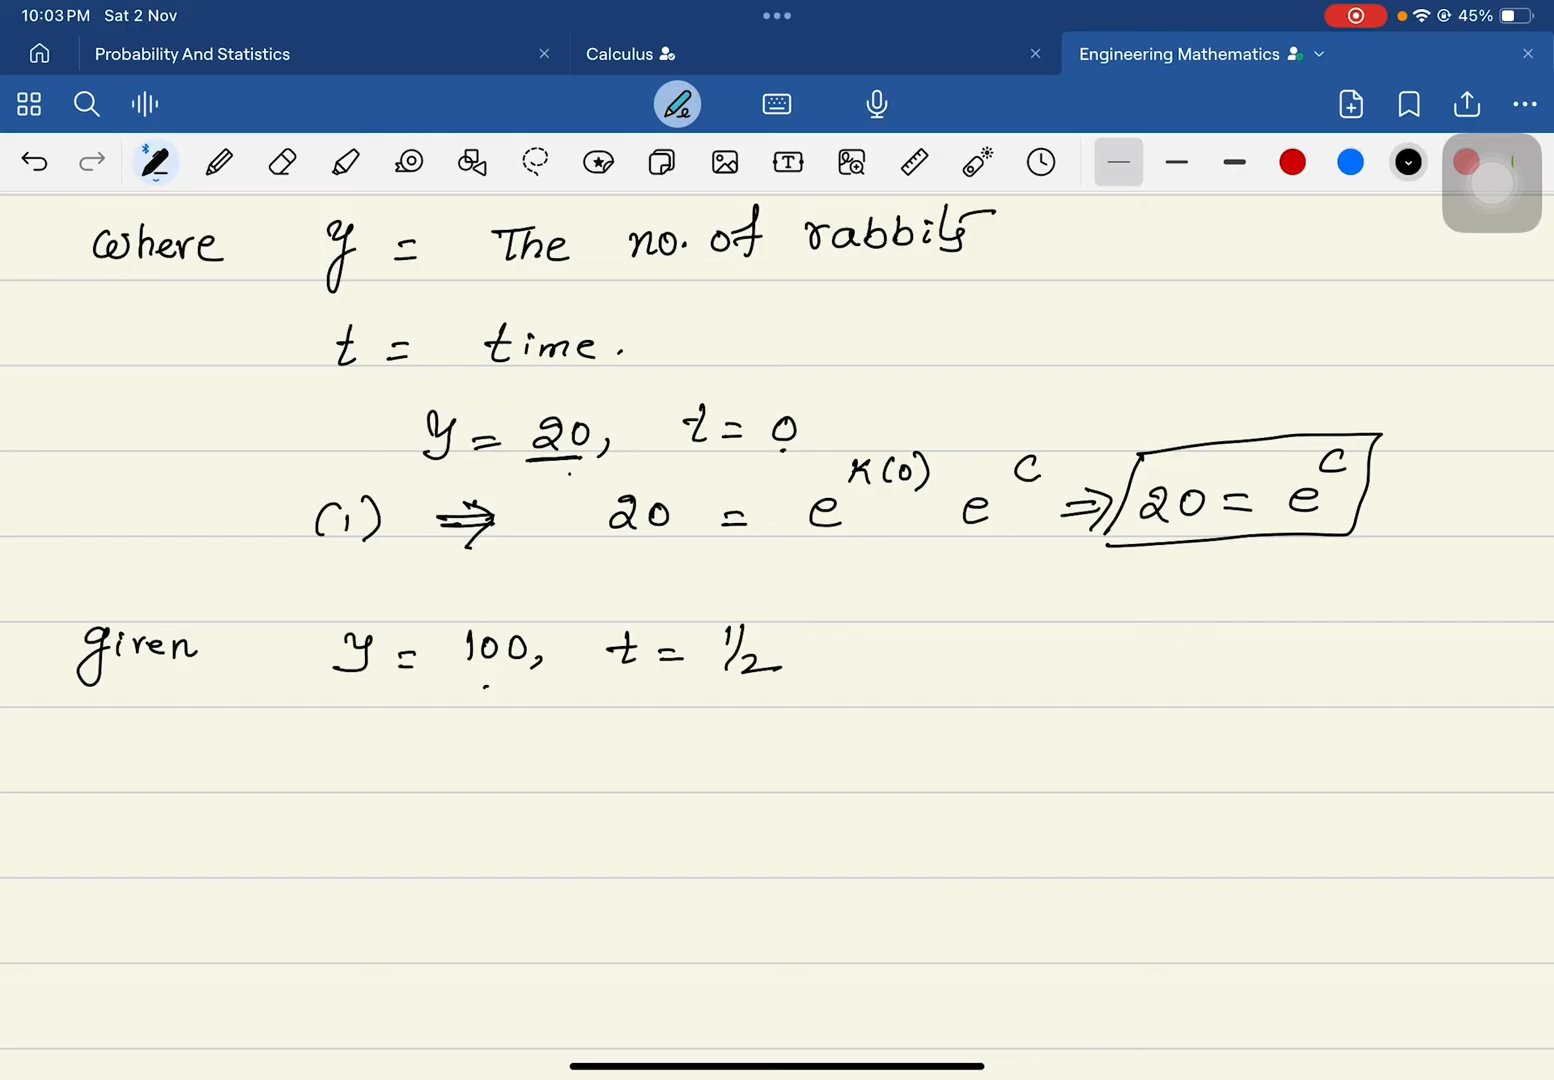 10:03 PM Sat 2 Nov
45%
Probability And Statistics
Calculus
Engineering Mathematics
where y = The no. of rabbits
t = time.
y = 20, t = 0
(1) ⇒ 20 = e^{K(0)} e^{C} ⇒ 20 = e^{C}
given y = 100, t = 1/2